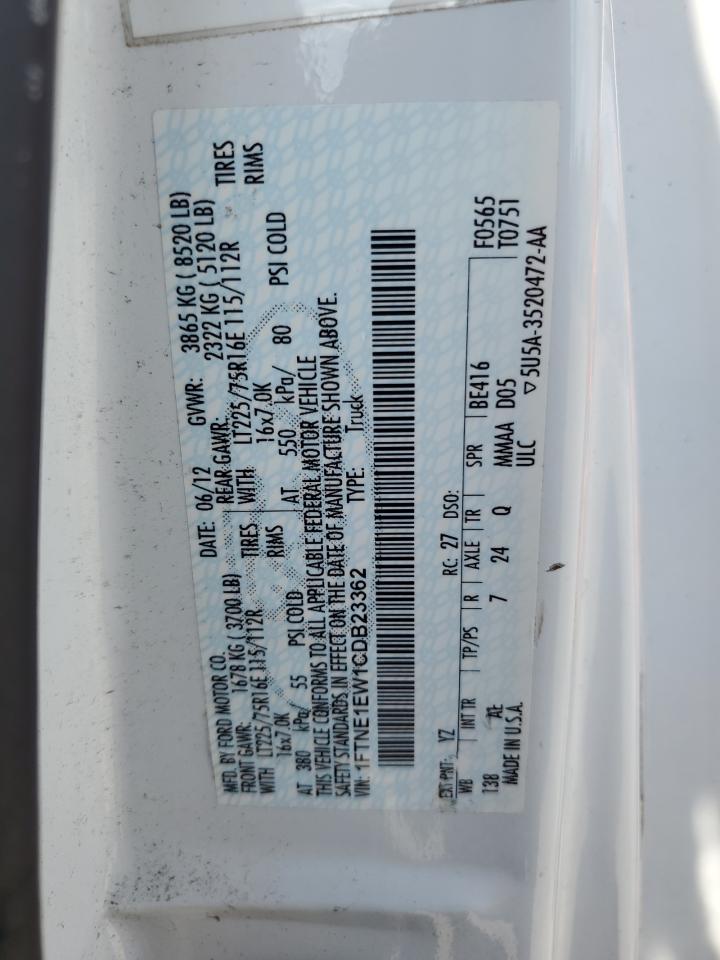 MFD. BY FORD MOTOR CO.
DATE: 06/12 GVWR: 3865 KG ( 8520 LB)
FRONT GAWR: 1678 KG ( 3700 LB) REAR GAWR: 2322 KG ( 5120 LB)
WITH LT225/75R16E 115/112R TIRES WITH LT225/75R16E 115/112R TIRES
16x7.0K RIMS 16x7.0K RIMS
AT 380 kPa/ 55 PSI COLD AT 550 kPa/ 80 PSI COLD
THIS VEHICLE CONFORMS TO ALL APPLICABLE FEDERAL MOTOR VEHICLE
SAFETY STANDARDS IN EFFECT ON THE DATE OF MANUFACTURE SHOWN ABOVE.
VIN: 1FTNE1EW1CDB23362 TYPE: Truck
EXT PNT: YZ RC: 27 DSO: F0565
WB INT TR TP/PS R AXLE TR SPR BE416 T0751
138 AE 7 24 Q MMAA D05
MADE IN U.S.A. ULC ▽5U5A-3520472-AA